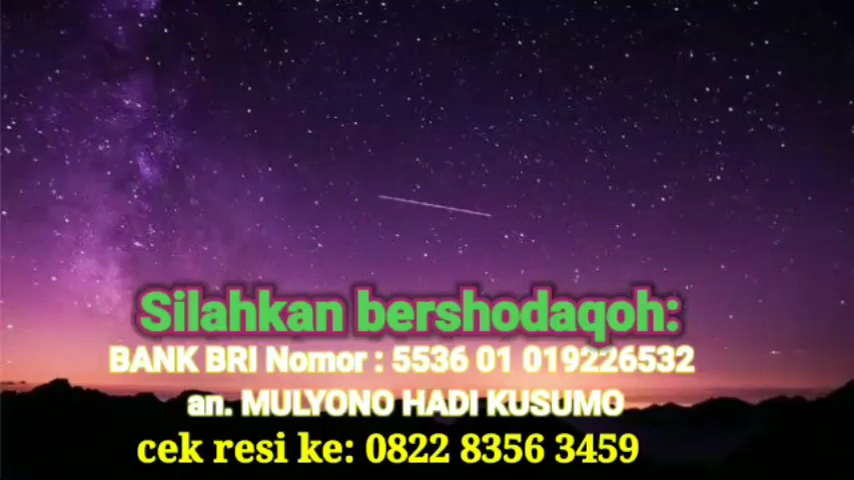 Silahkan bershodaqoh:
BANK BRI Nomor : 5536 01 019226532
an. MULYONO HADI KUSUMO
cek resi ke: 0822 8356 3459